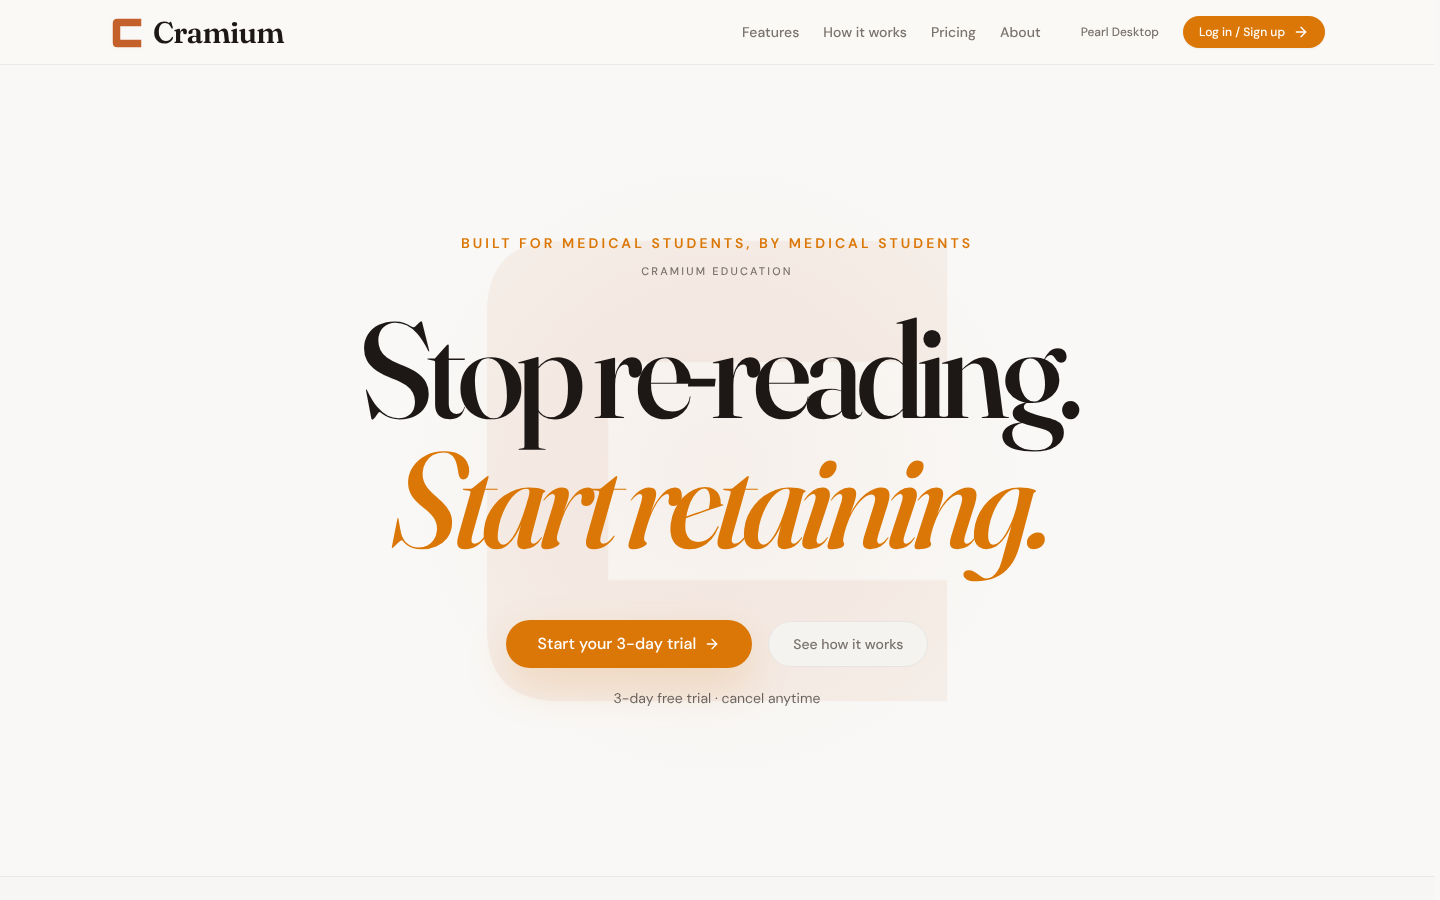 Cramium
Features
How it works
Pricing
About
Pearl Desktop
Log in / Sign up
BUILT FOR MEDICAL STUDENTS, BY MEDICAL STUDENTS
CRAMIUM EDUCATION
Stop re-reading.
Start retaining.
Start your 3-day trial
See how it works
3-day free trial · cancel anytime